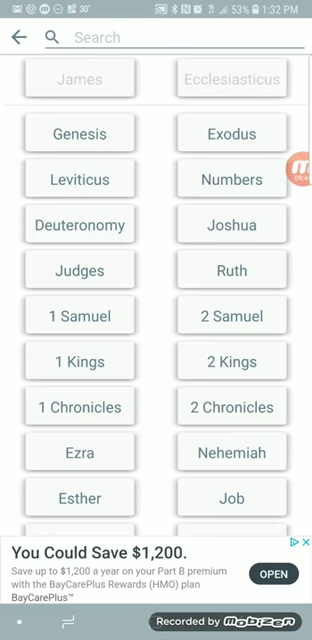 30° 53% 1:32 PM
Search
James Ecclesiasticus
Genesis Exodus
Leviticus Numbers
Deuteronomy Joshua
Judges Ruth
1 Samuel 2 Samuel
1 Kings 2 Kings
1 Chronicles 2 Chronicles
Ezra Nehemiah
Esther Job
You Could Save $1,200.
Save up to $1,200 a year on your Part B premium
with the BayCarePlus Rewards (HMO) plan
BayCarePlus™
OPEN
Recorded by mobizen